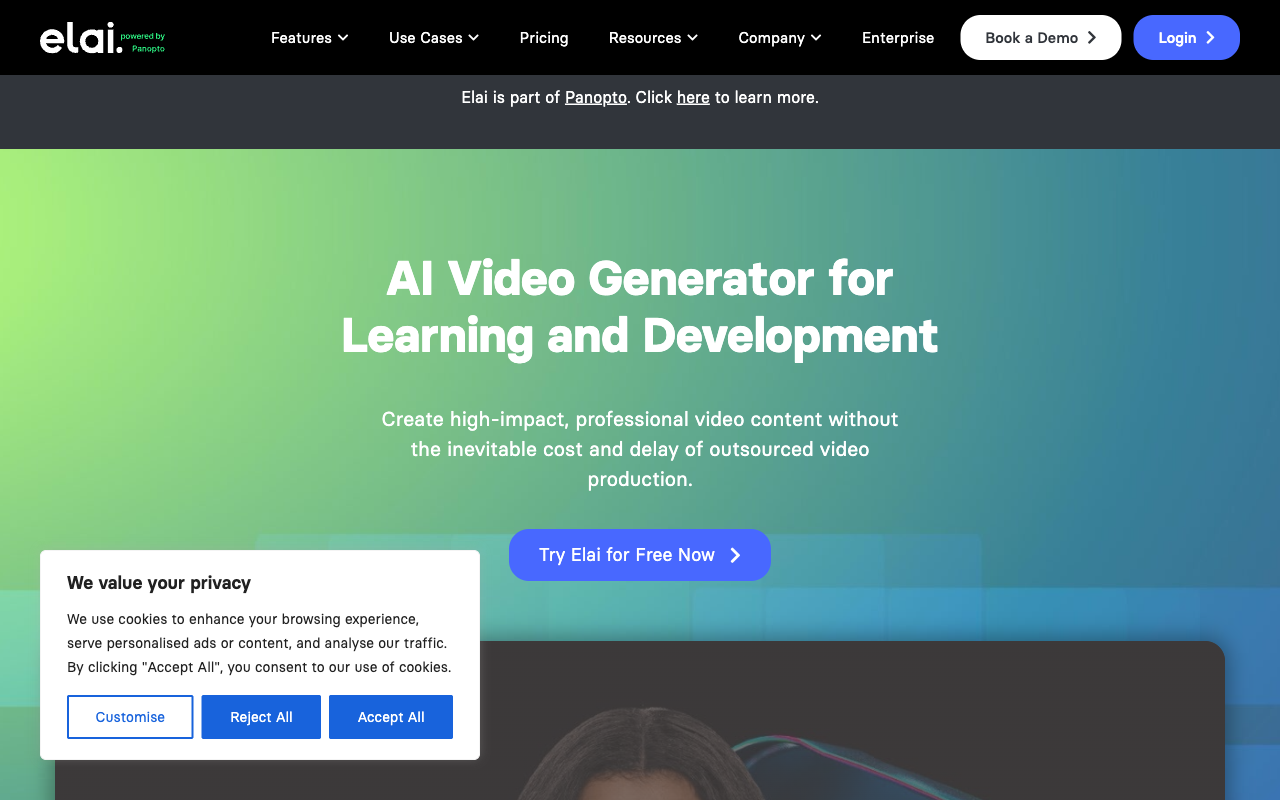 elai. powered by Panopto
Features
Use Cases
Pricing
Resources
Company
Enterprise
Book a Demo
Login
Elai is part of Panopto. Click here to learn more.
AI Video Generator for
Learning and Development
Create high-impact, professional video content without
the inevitable cost and delay of outsourced video
production.
Try Elai for Free Now
We value your privacy
We use cookies to enhance your browsing experience,
serve personalised ads or content, and analyse our traffic.
By clicking "Accept All", you consent to our use of cookies.
Customise
Reject All
Accept All